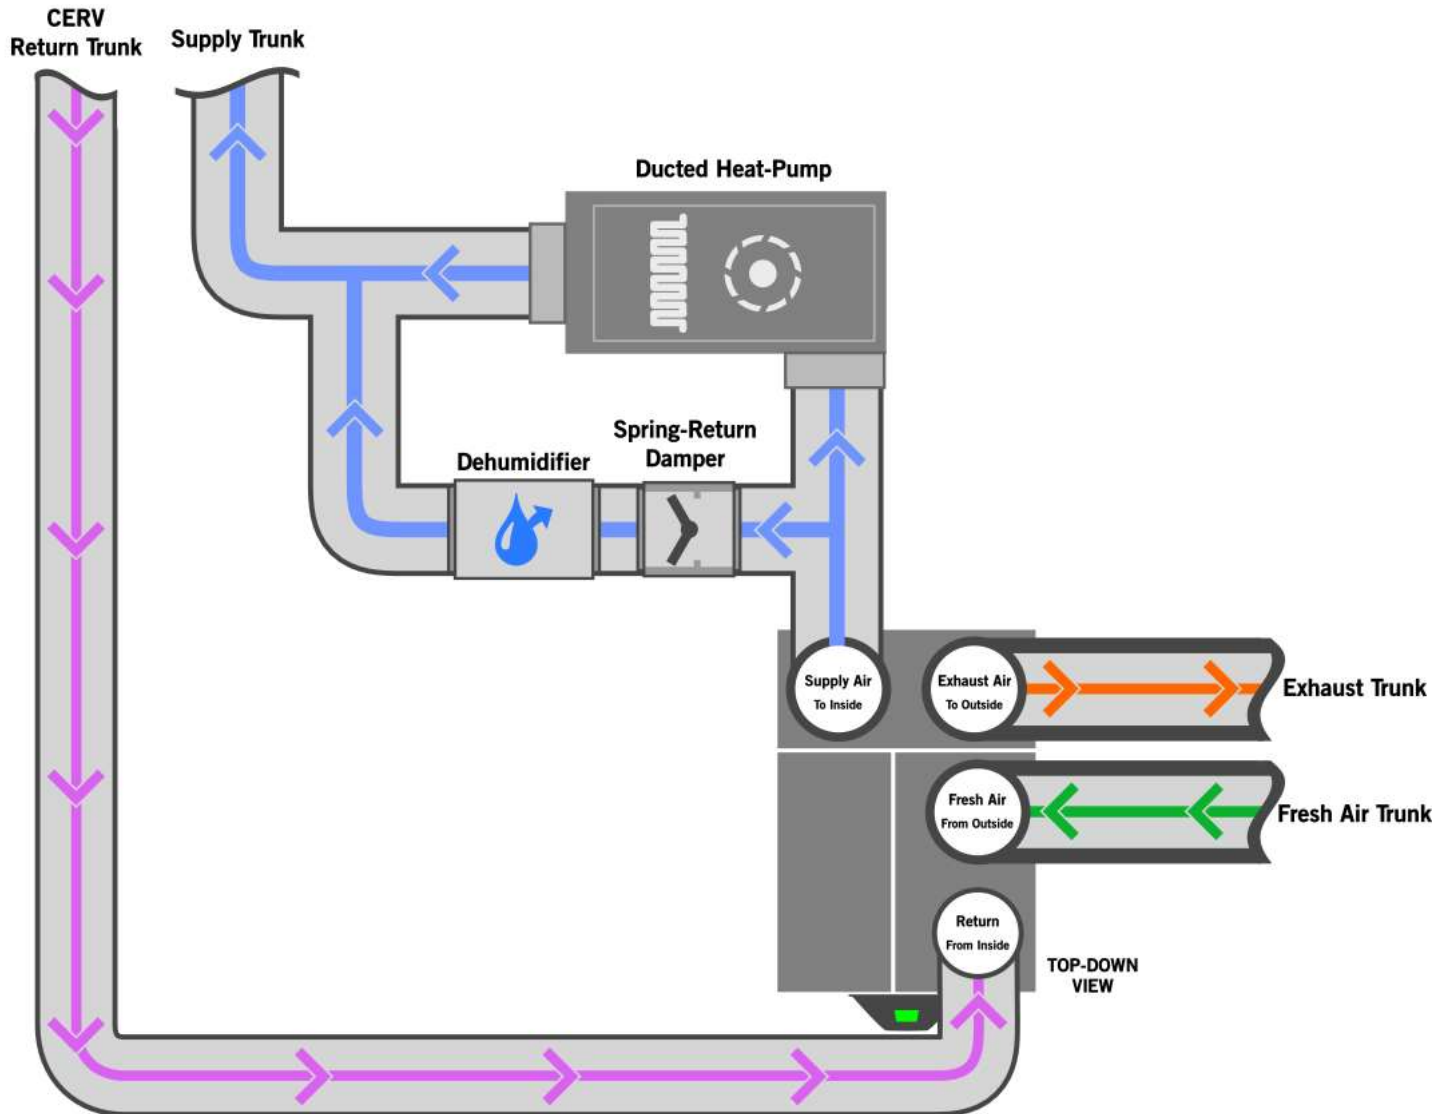 CERV
Return Trunk
Supply Trunk
Ducted Heat-Pump
Spring-Return
Damper
Dehumidifier
Supply Air
To Inside
Exhaust Air
To Outside
Exhaust Trunk
Fresh Air
From Outside
Fresh Air Trunk
Return
From Inside
TOP-DOWN
VIEW